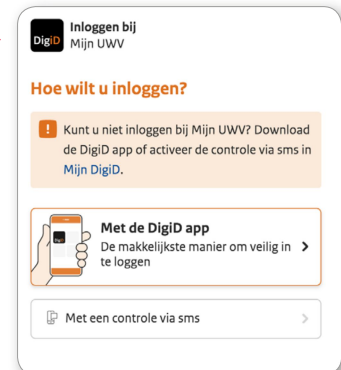 DigiD
Inloggen bij
Mijn UWV
Hoe wilt u inloggen?
! Kunt u niet inloggen bij Mijn UWV? Download
de DigiD app of activeer de controle via sms in
Mijn DigiD.
Met de DigiD app
De makkelijkste manier om veilig in
te loggen
Met een controle via sms